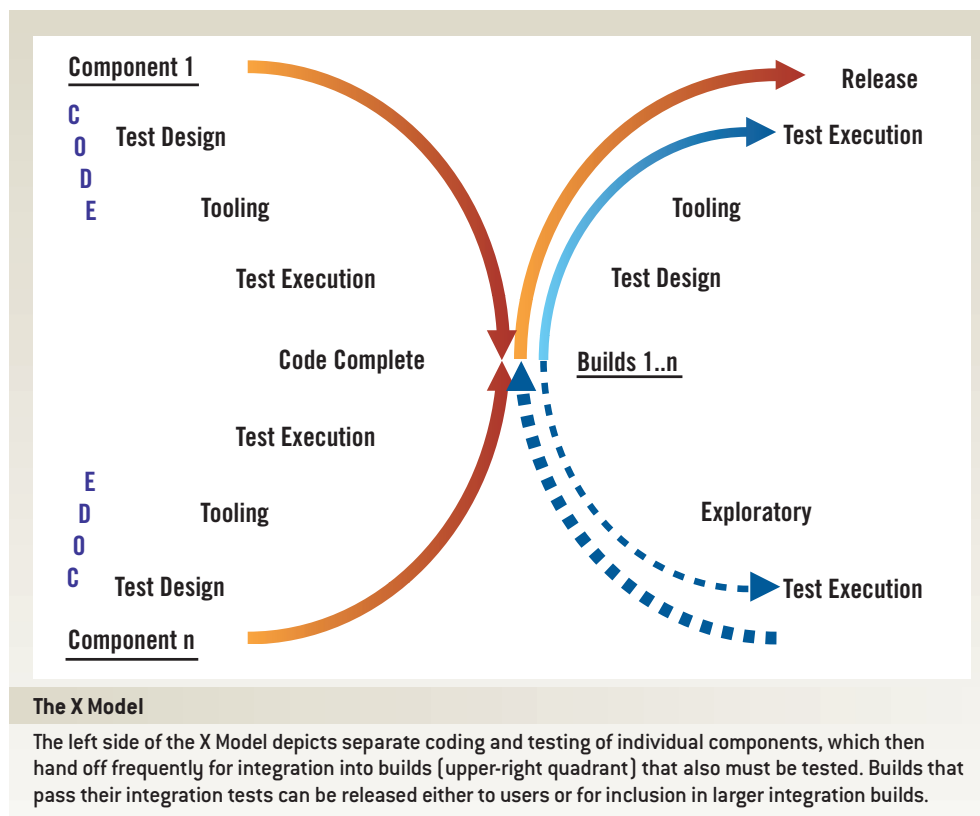 Component 1
Release
CODE
Test Design
Test Execution
Tooling
Tooling
Test Execution
Test Design
Code Complete
Builds 1..n
Test Execution
EDOC
Tooling
Exploratory
Test Design
Test Execution
Component n
The X Model
The left side of the X Model depicts separate coding and testing of individual components, which then
hand off frequently for integration into builds (upper-right quadrant) that also must be tested. Builds that
pass their integration tests can be released either to users or for inclusion in larger integration builds.